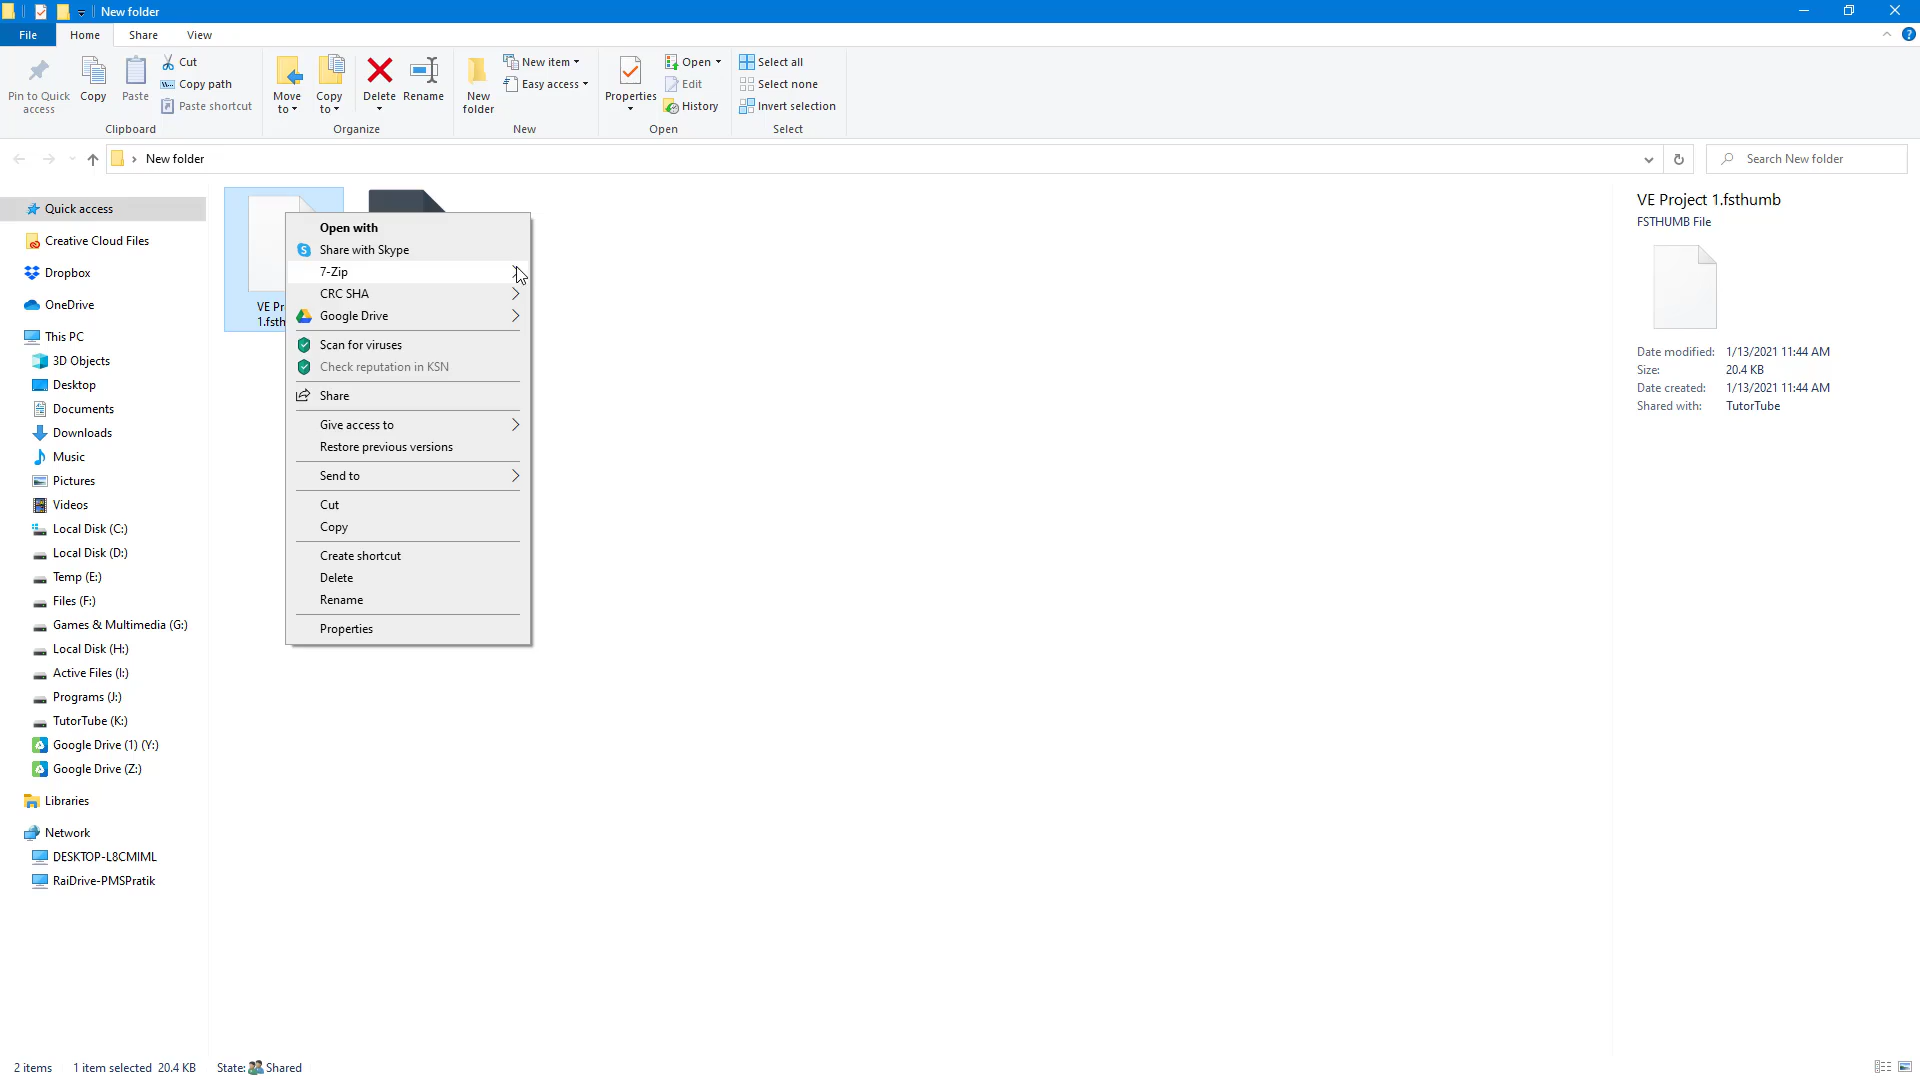 New folder
File
Home
Share
View
Pin to Quick
access
Copy
Paste
Cut
Copy path
Paste shortcut
Clipboard
Move
to
Copy
to
Delete
Rename
Organize
New
folder
New item
Easy access
New
Properties
Open
Edit
History
Open
Select all
Select none
Invert selection
Select
New folder
Search New folder
Quick access
Creative Cloud Files
Dropbox
OneDrive
This PC
3D Objects
Desktop
Documents
Downloads
Music
Pictures
Videos
Local Disk (C:)
Local Disk (D:)
Temp (E:)
Files (F:)
Games & Multimedia (G:)
Local Disk (H:)
Active Files (I:)
Programs (J:)
TutorTube (K:)
Google Drive (1) (Y:)
Google Drive (Z:)
Libraries
Network
DESKTOP-L8CMIML
RaiDrive-PMSPratik
VE Pr
1.fsth
Open with
Share with Skype
7-Zip
CRC SHA
Google Drive
Scan for viruses
Check reputation in KSN
Share
Give access to
Restore previous versions
Send to
Cut
Copy
Create shortcut
Delete
Rename
Properties
VE Project 1.fsthumb
FSTHUMB File
Date modified: 1/13/2021 11:44 AM
Size: 20.4 KB
Date created: 1/13/2021 11:44 AM
Shared with: TutorTube
2 items 1 item selected 20.4 KB State: Shared